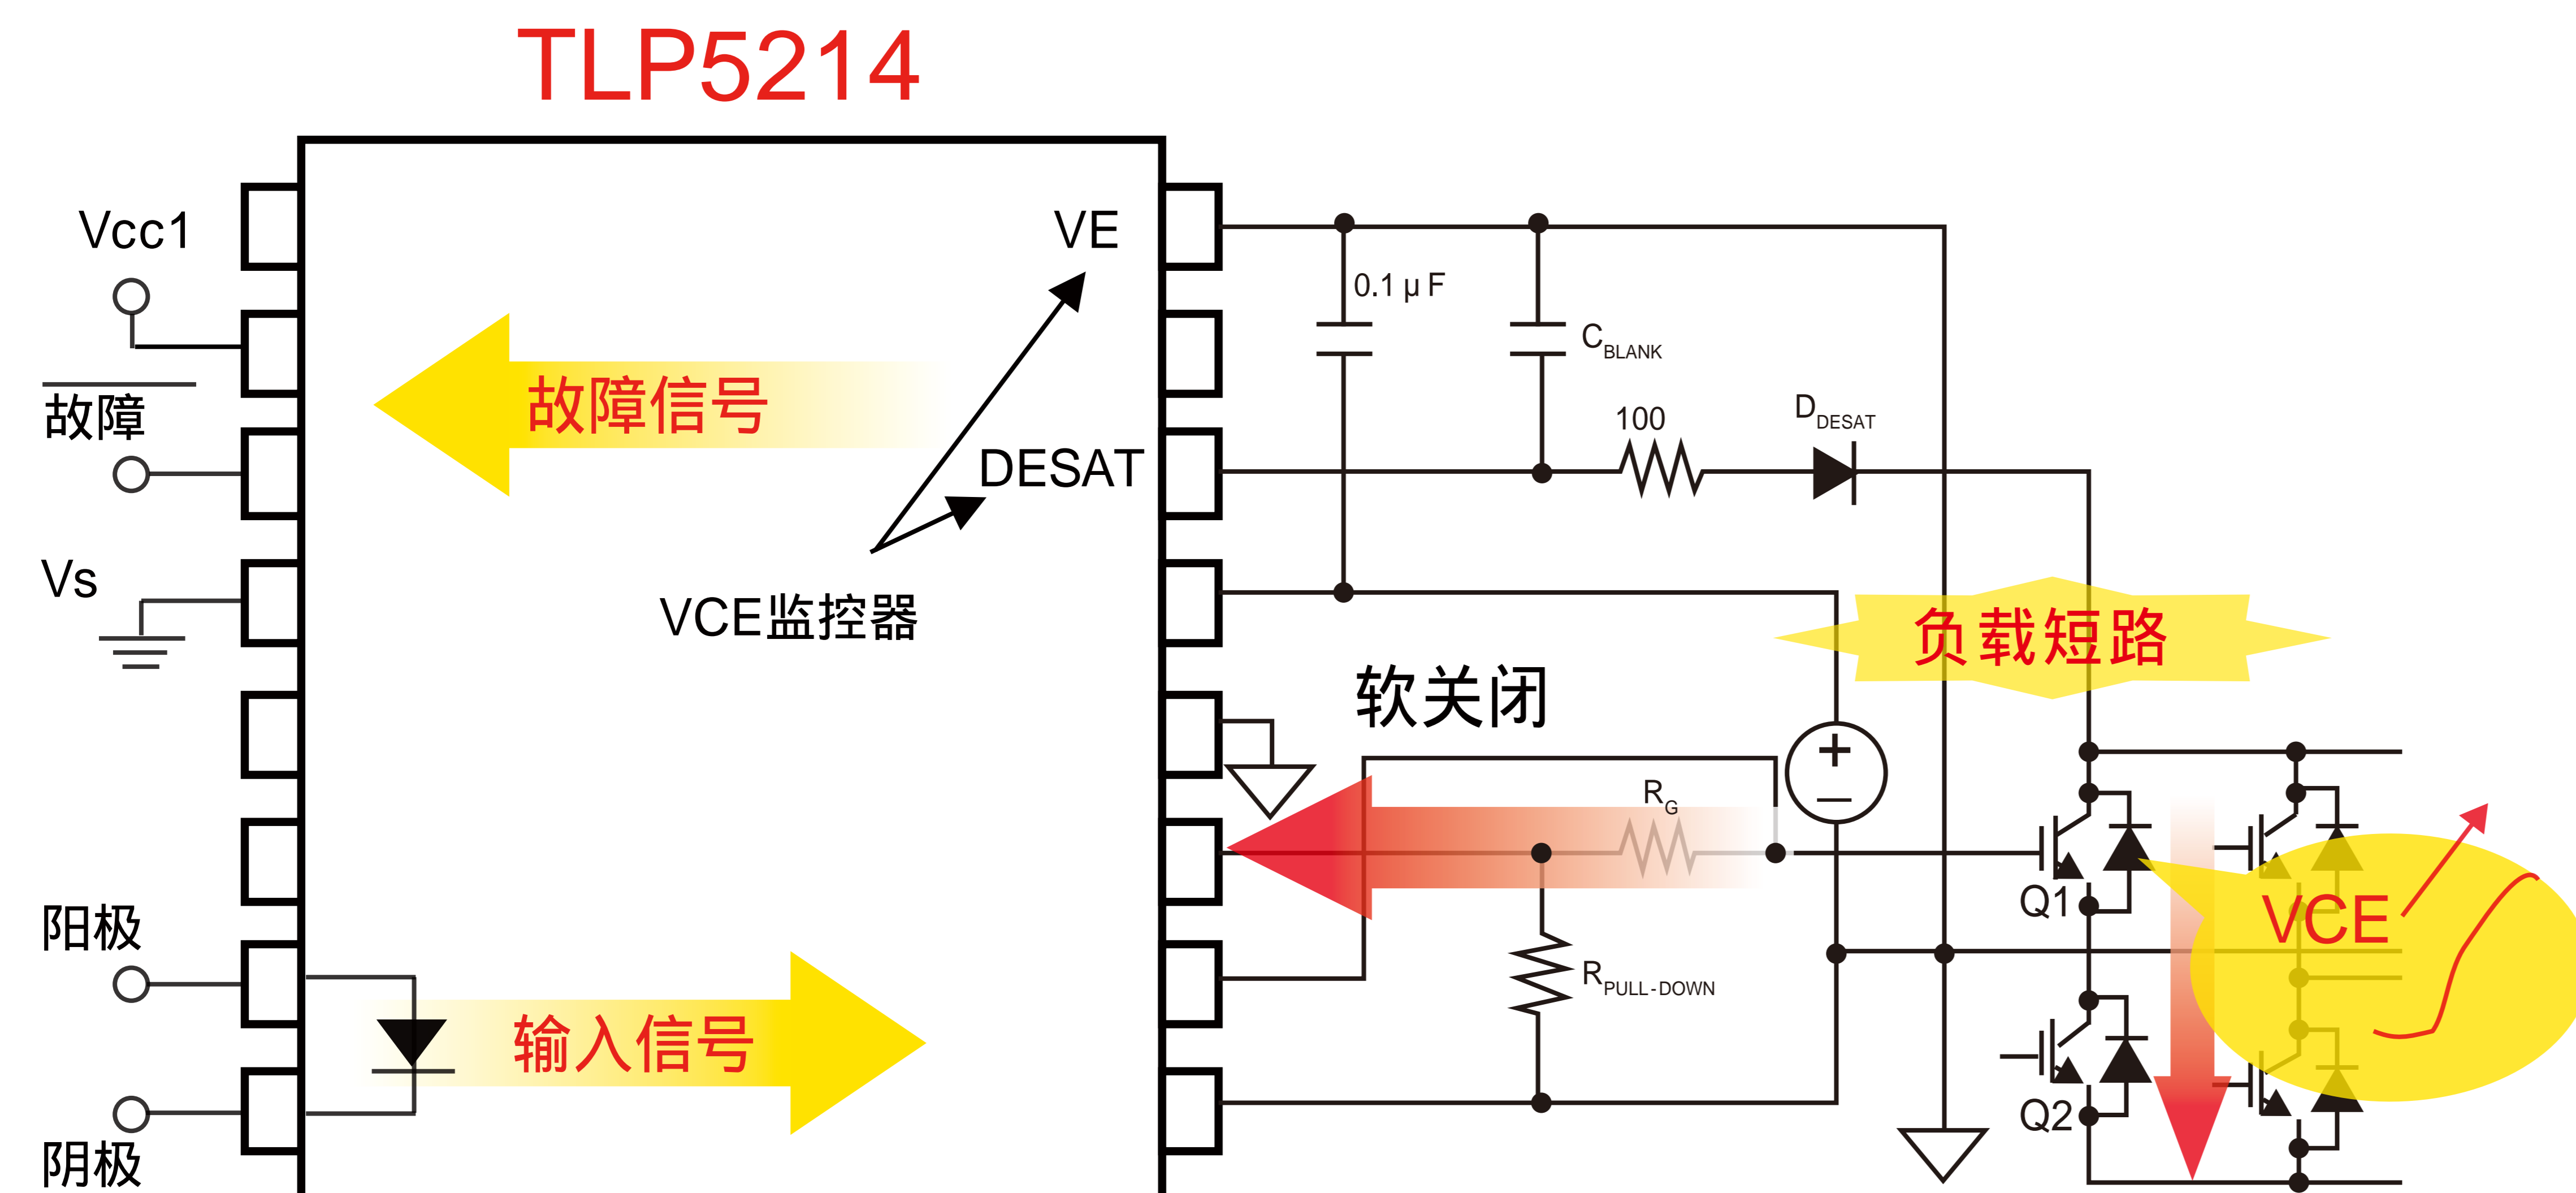 TLP5214
Vcc1
VE
0.1 μ F
CBLANK
故障信号
故障
100
DDESAT
DESAT
Vs
VCE监控器
负载短路
软关闭
+
−
RG
Q1
VCE
阳极
RPULL-DOWN
输入信号
Q2
阴极